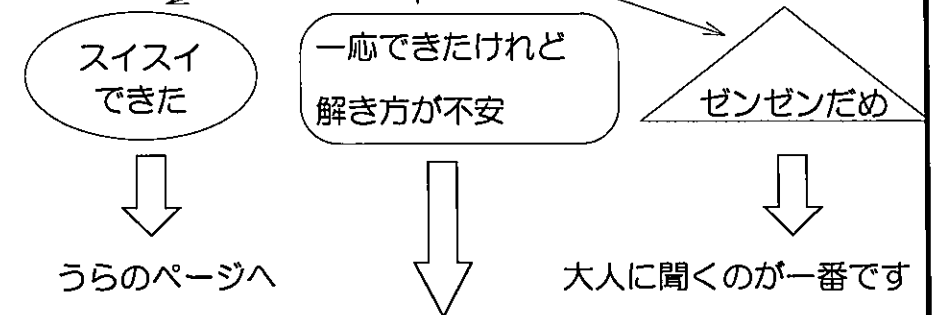 スイスイ
できた
一応できたけれど
解き方が不安
ゼンゼンだめ
うらのページへ
大人に聞くのが一番です